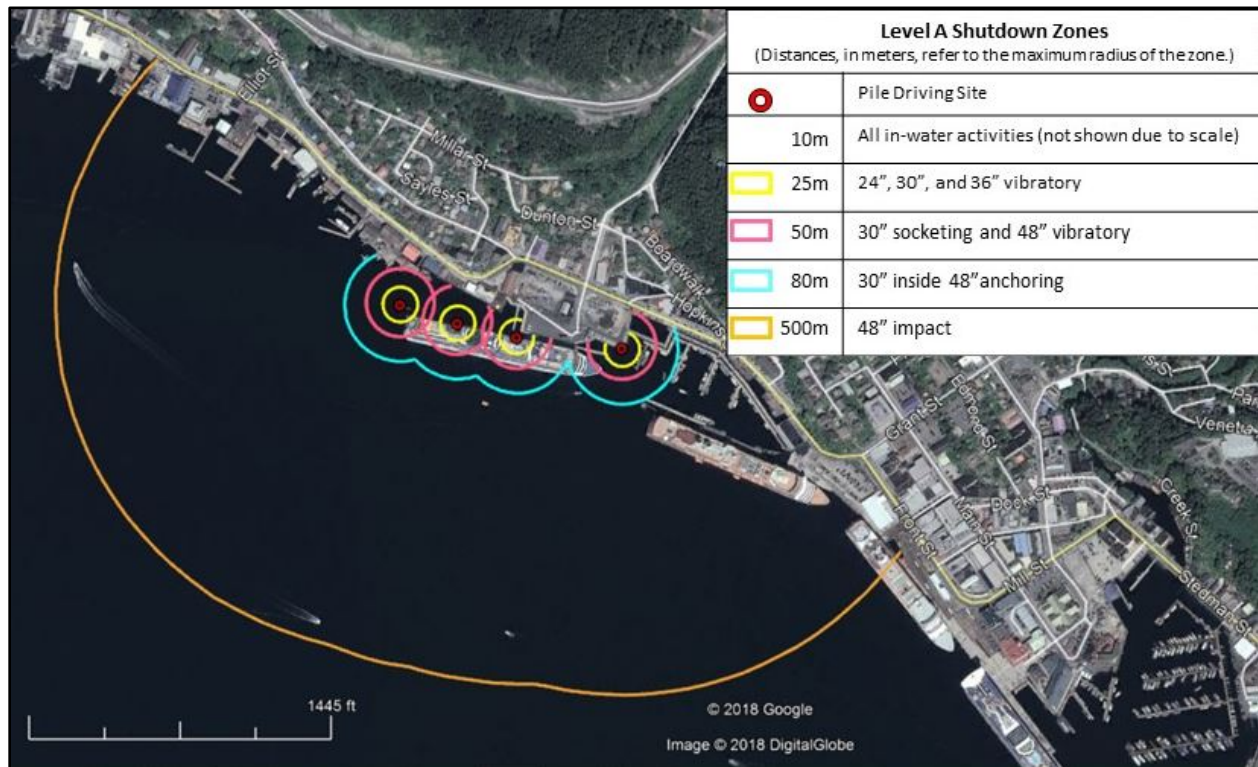 Level A Shutdown Zones
(Distances, in meters, refer to the maximum radius of the zone.)
Pile Driving Site
10m All in-water activities (not shown due to scale)
25m 24”, 30”, and 36” vibratory
50m 30” socketing and 48” vibratory
80m 30” inside 48”anchoring
500m 48” impact
Elliot St
Millar St
Sayles St
Dunton St
Boardwalk
Hopkins
Grant St
Edmond St
Venetia
Creek St
Dock St
Main St
Front St
Mill St
Stedman St
1445 ft
© 2018 Google
Image © 2018 DigitalGlobe